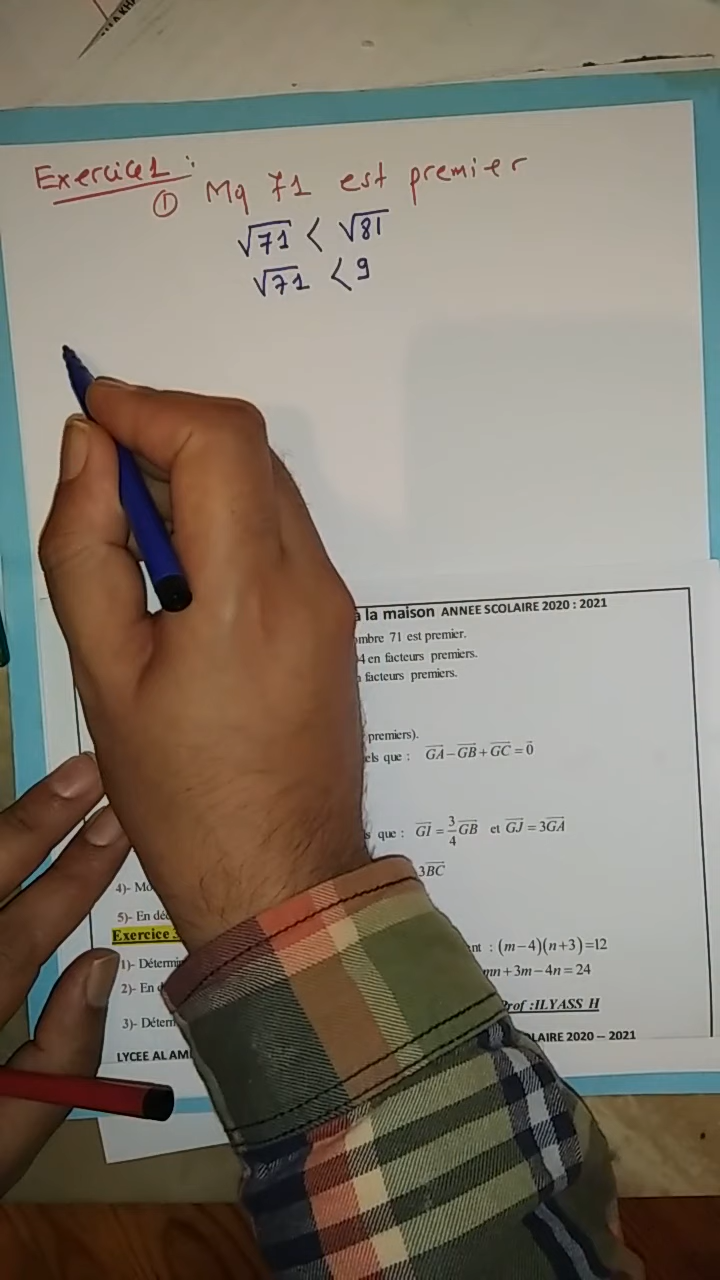 Exercice 1 :
① Mq 71 est premier
√71 < √81
√71 < 9
à la maison ANNEE SCOLAIRE 2020 : 2021
mbre 71 est premier.
4 en facteurs premiers.
facteurs premiers.
premiers).
els que : GA − GB + GC = 0
s que : GI = 3/4 GB et GJ = 3GA
3BC
4)- Mo
5)- En dé
Exercice 3
nt : (m−4)(n+3)=12
1)- Détermi
mn+3m−4n=24
2)- En d
Prof :ILYASS H
3)- Déterm
LYCEE AL AM
LAIRE 2020 – 2021